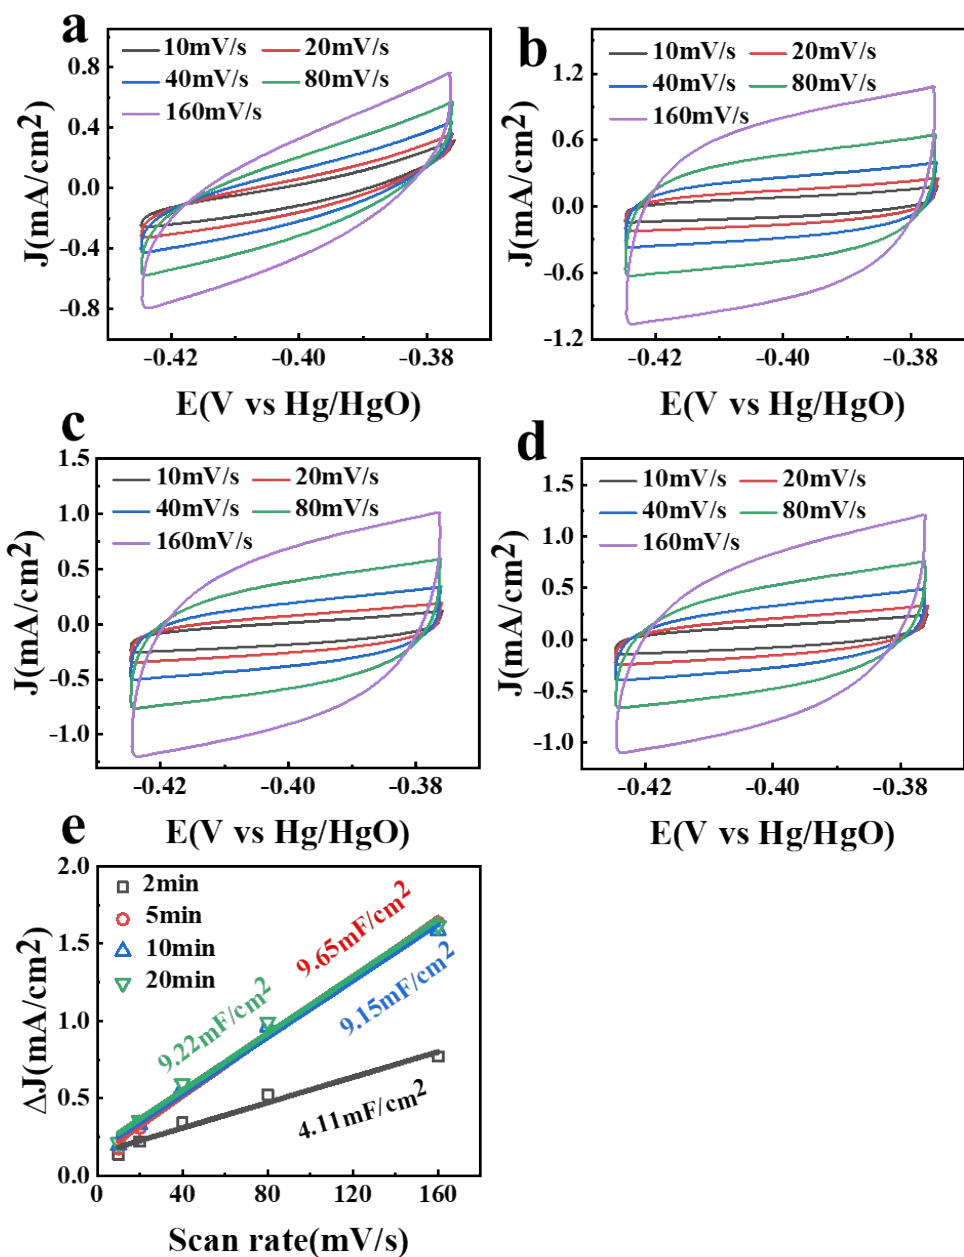 a
10mV/s 20mV/s
40mV/s 80mV/s
160mV/s
0.8
0.4
0.0
-0.4
-0.8
J(mA/cm2)
-0.42 -0.40 -0.38
E(V vs Hg/HgO)
b
10mV/s 20mV/s
40mV/s 80mV/s
160mV/s
1.2
0.6
0.0
-0.6
-1.2
J(mA/cm2)
-0.42 -0.40 -0.38
E(V vs Hg/HgO)
c
10mV/s 20mV/s
40mV/s 80mV/s
160mV/s
1.5
1.0
0.5
0.0
-0.5
-1.0
J(mA/cm2)
-0.42 -0.40 -0.38
E(V vs Hg/HgO)
d
10mV/s 20mV/s
40mV/s 80mV/s
160mV/s
1.5
1.0
0.5
0.0
-0.5
-1.0
J(mA/cm2)
-0.42 -0.40 -0.38
E(V vs Hg/HgO)
e
2min
5min
10min
20min
9.65mF/cm2
9.22mF/cm2
9.15mF/cm2
4.11mF/cm2
2.0
1.5
1.0
0.5
0.0
ΔJ(mA/cm2)
0 40 80 120 160
Scan rate(mV/s)